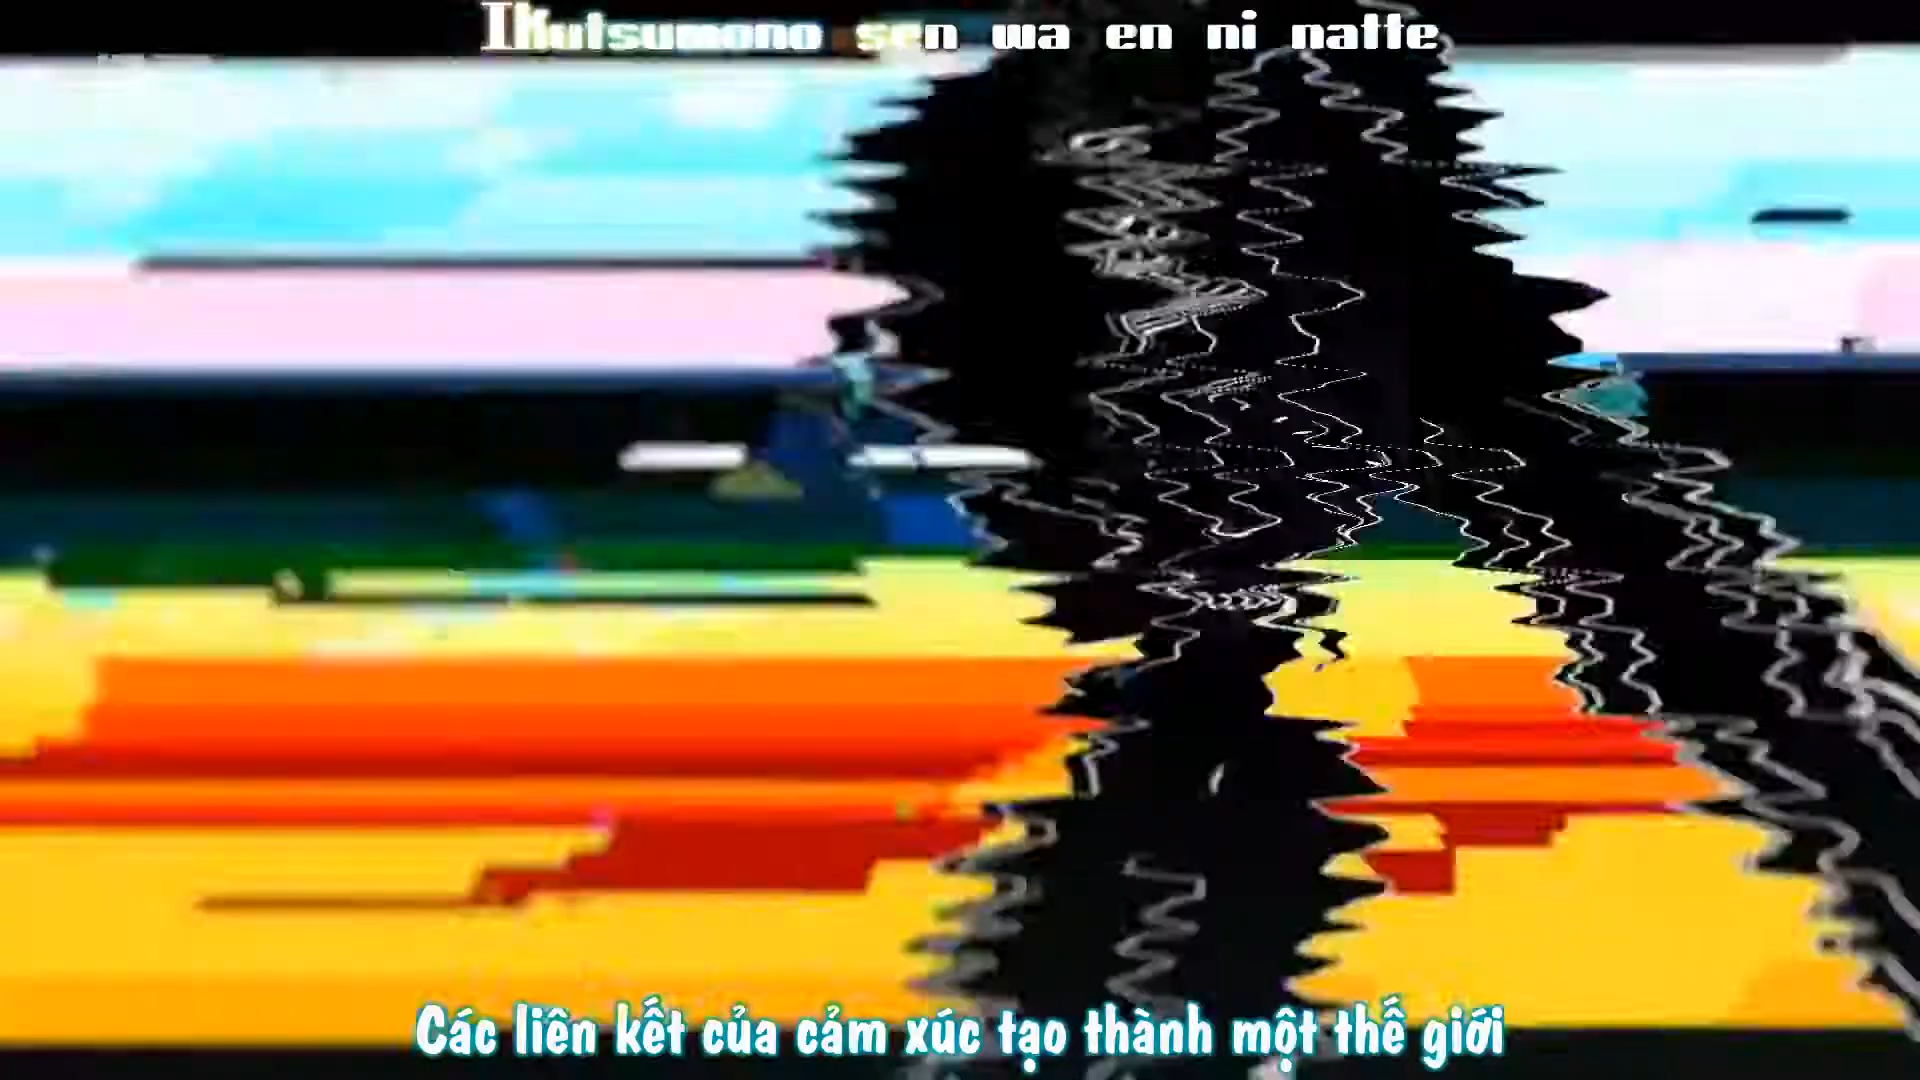 Ikutsumono sen wa en ni natte
Các liên kết của cảm xúc tạo thành một thế giới